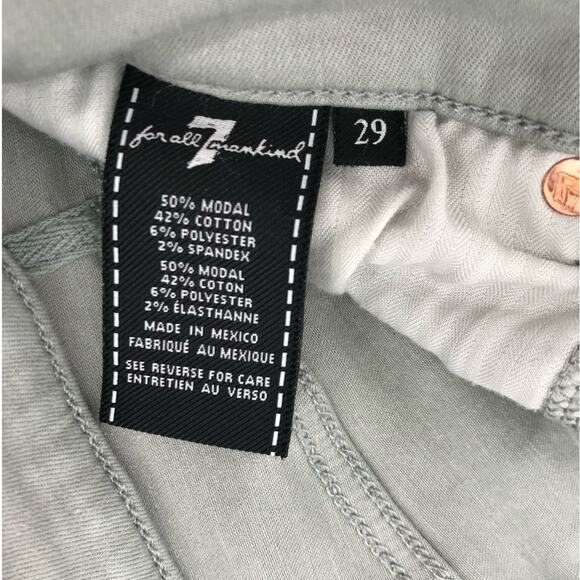 for all 7 mankind
29
50% MODAL
42% COTTON
6% POLYESTER
2% SPANDEX
50% MODAL
42% COTON
6% POLYESTER
2% ÉLASTHANNE
MADE IN MEXICO
FABRIQUÉ AU MEXIQUE
SEE REVERSE FOR CARE
ENTRETIEN AU VERSO